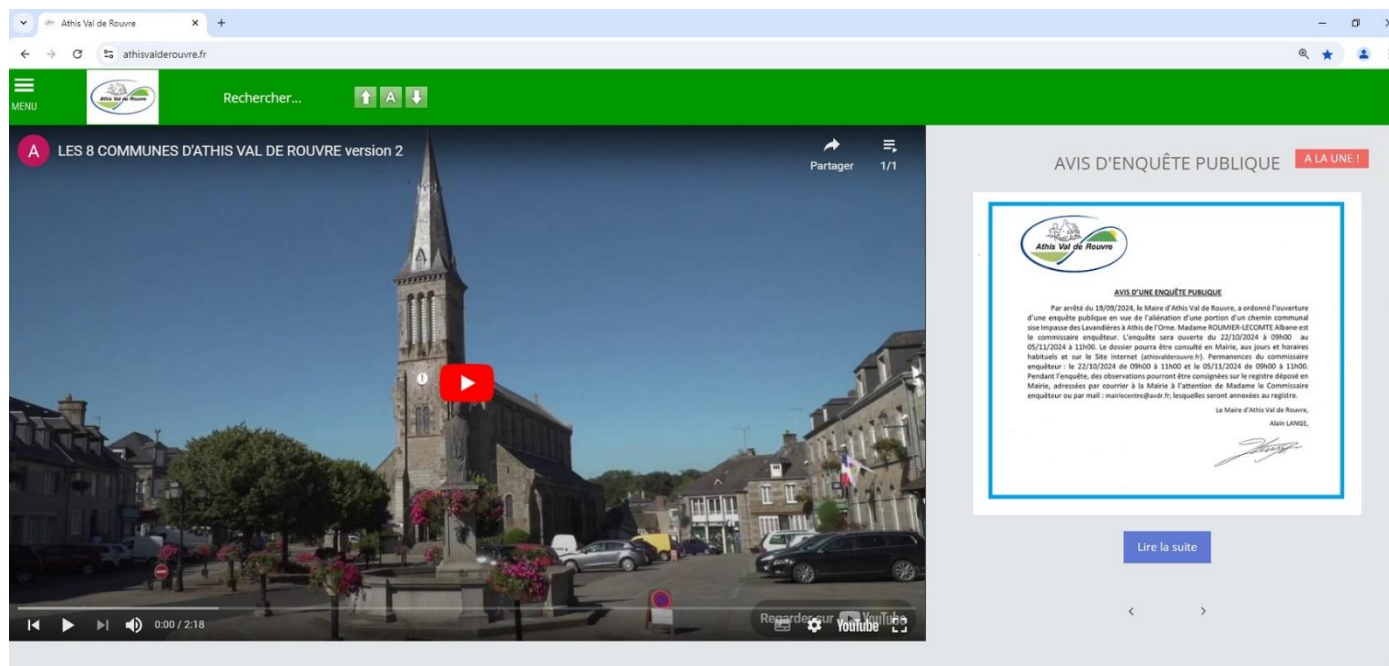 Athis Val de Rouvre
athisvalderouvre.fr
MENU
Athis Val de Rouvre
Rechercher...
A
A LES 8 COMMUNES D'ATHIS VAL DE ROUVRE version 2
Partager
1/1
0:00 / 2:18
Regarder sur YouTube
YouTube
AVIS D'ENQUÊTE PUBLIQUE
A LA UNE !
Athis Val de Rouvre
AVIS D'UNE ENQUÊTE PUBLIQUE
Par arrêté du 19/09/2024, le Maire d'Athis Val de Rouvre, a ordonné l'ouverture
d'une enquête publique en vue de l'aliénation d'une portion d'un chemin communal
sise Impasse des Lavandières à Athis de l'Orne. Madame ROUMIER-LECOMTE Albane est
le commissaire enquêteur. L'enquête sera ouverte du 22/10/2024 à 09h00 au
05/11/2024 à 11h00. Le dossier pourra être consulté en Mairie, aux jours et horaires
habituels et sur le Site Internet (athisvalderouvre.fr). Permanences du commissaire
enquêteur : le 22/10/2024 de 09h00 à 11h00 et le 05/11/2024 de 09h00 à 11h00.
Pendant l'enquête, des observations pourront être consignées sur le registre déposé en
Mairie, adressées par courrier à la Mairie à l'attention de Madame le Commissaire
enquêteur ou par mail : mairiecentre@avdr.fr; lesquelles seront annexées au registre.
Le Maire d'Athis Val de Rouvre,
Alain LANGE,
Lire la suite